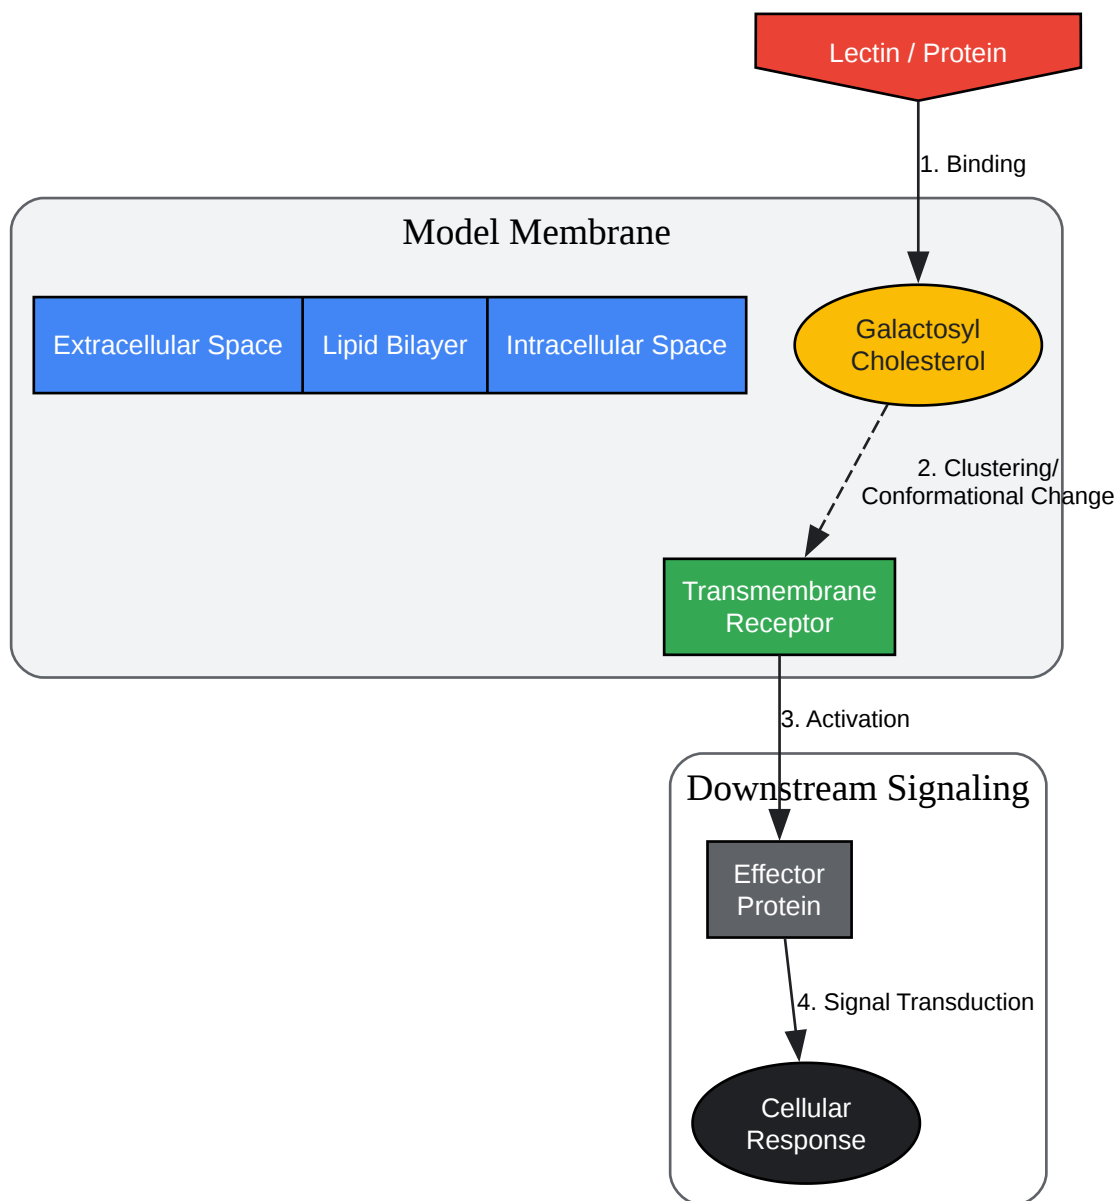 Lectin / Protein
1. Binding
Model Membrane
Extracellular Space
Lipid Bilayer
Intracellular Space
Galactosyl
Cholesterol
2. Clustering/
Conformational Change
Transmembrane
Receptor
3. Activation
Downstream Signaling
Effector
Protein
4. Signal Transduction
Cellular
Response